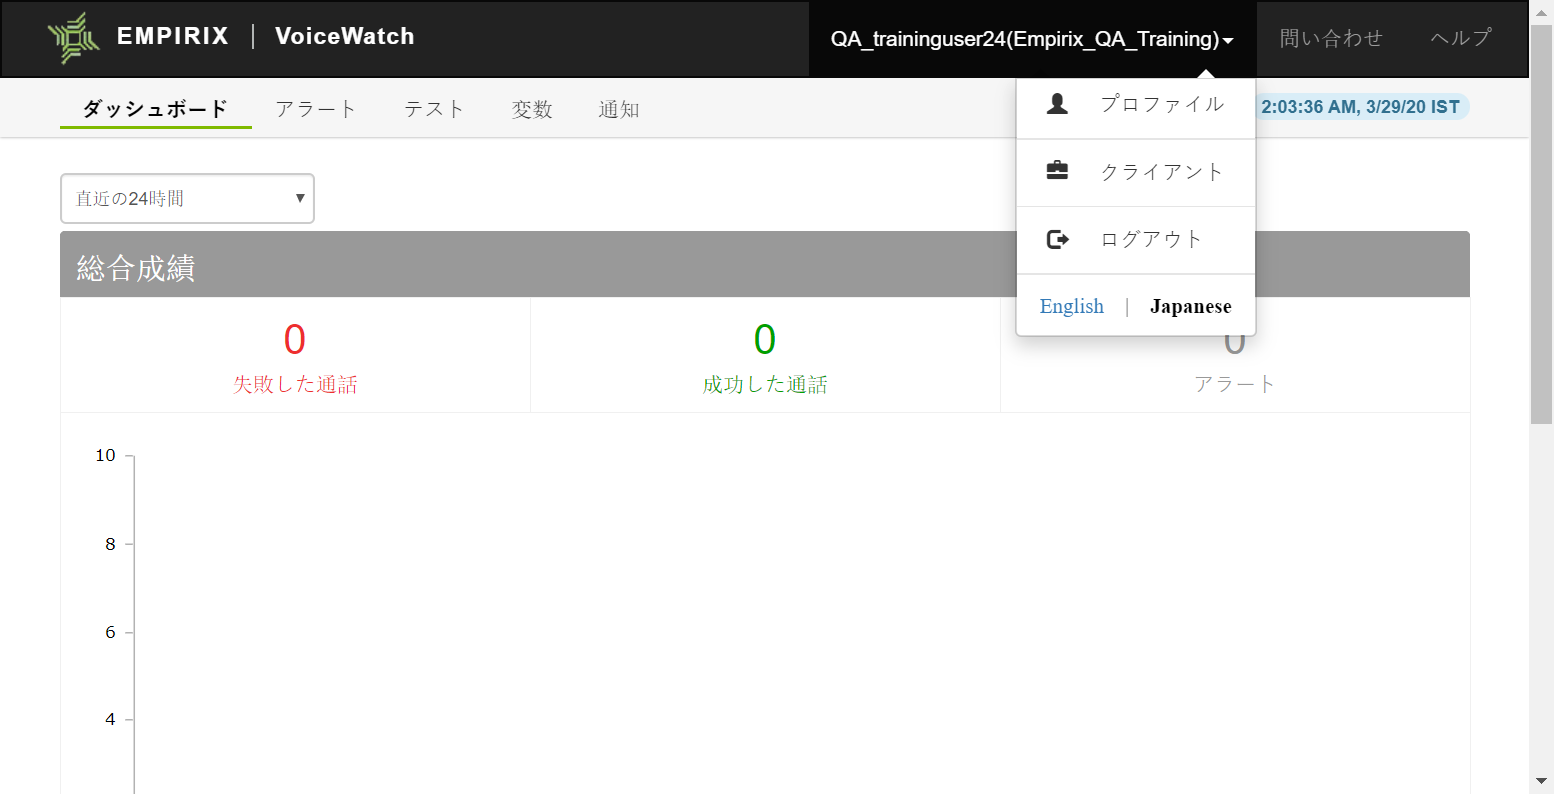 EMPIRIX | VoiceWatch
QA_traininguser24(Empirix_QA_Training)
問い合わせ
ヘルプ
ダッシュボード
アラート
テスト
変数
通知
2:03:36 AM, 3/29/20 IST
プロファイル
クライアント
ログアウト
English | Japanese
直近の24時間
総合成績
0
失敗した通話
0
成功した通話
0
アラート
10
8
6
4